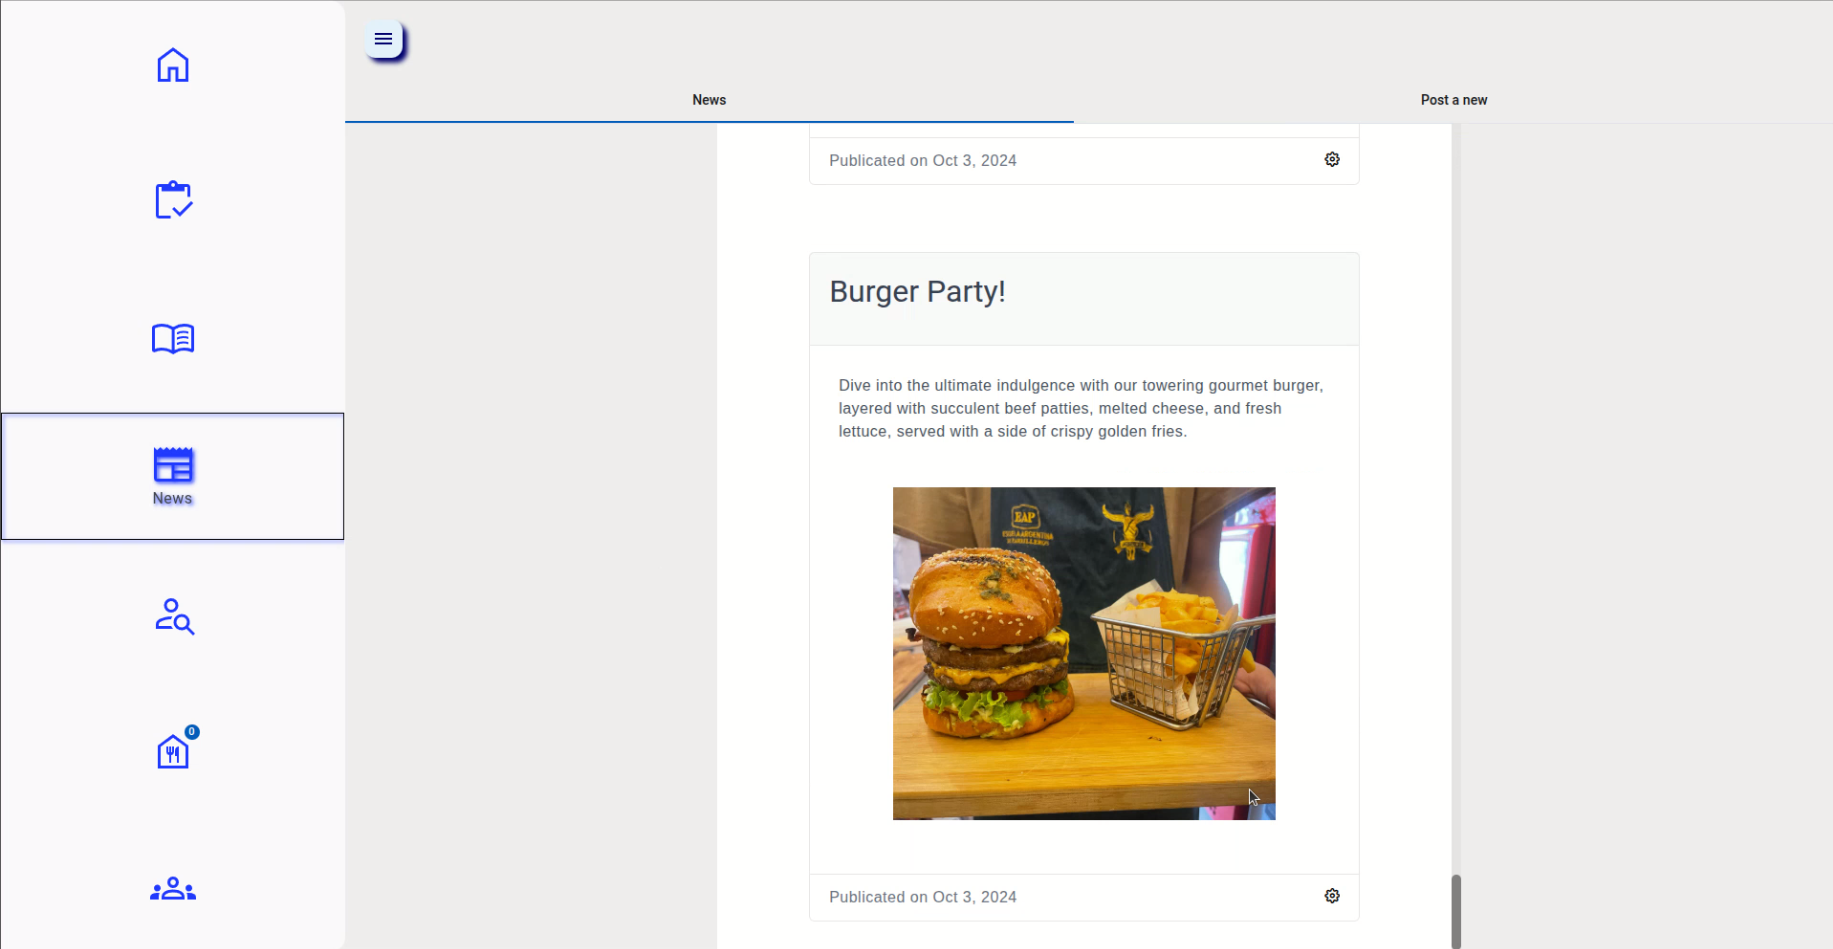 News
Post a new
Publicated on Oct 3, 2024
Burger Party!
Dive into the ultimate indulgence with our towering gourmet burger,
layered with succulent beef patties, melted cheese, and fresh
lettuce, served with a side of crispy golden fries.
EAP
Publicated on Oct 3, 2024
News
0